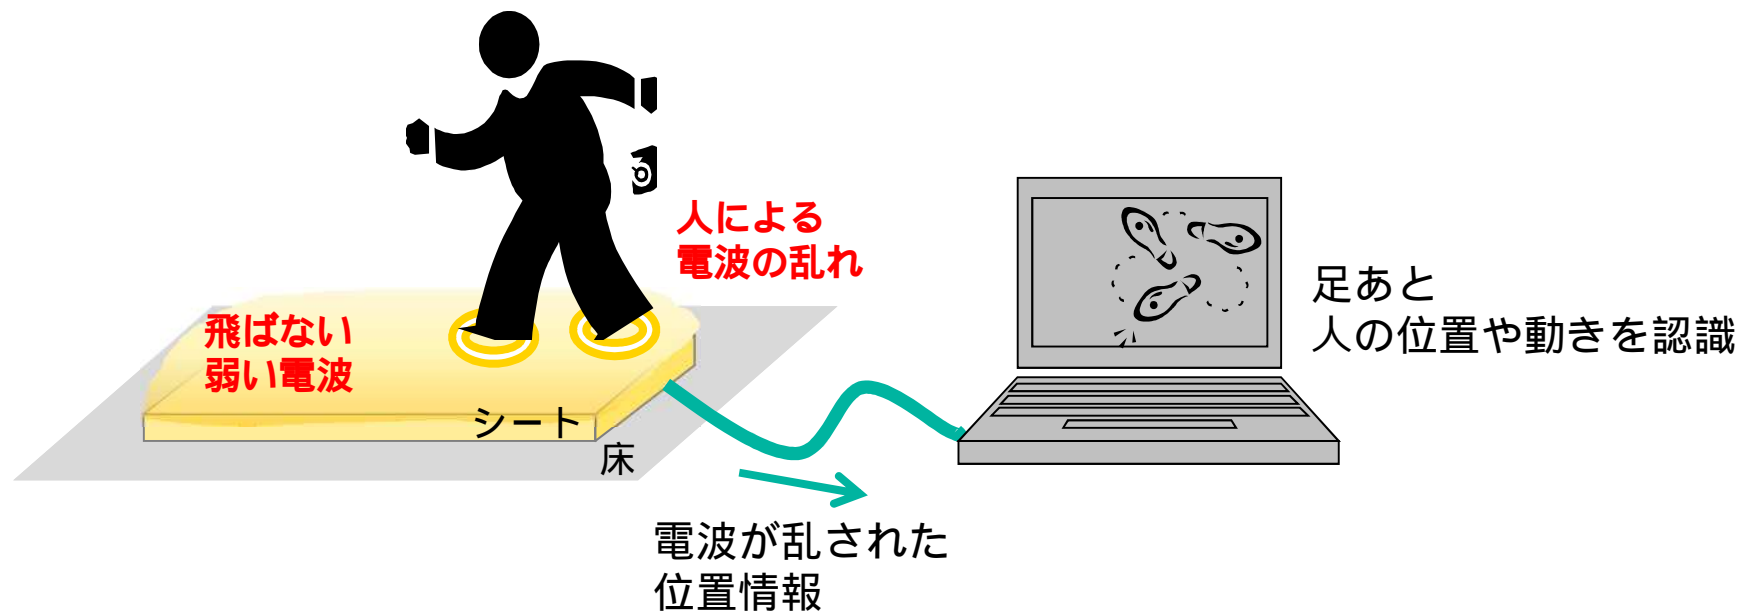 人による
電波の乱れ
飛ばない
弱い電波
シート
床
足あと
人の位置や動きを認識
電波が乱された
位置情報